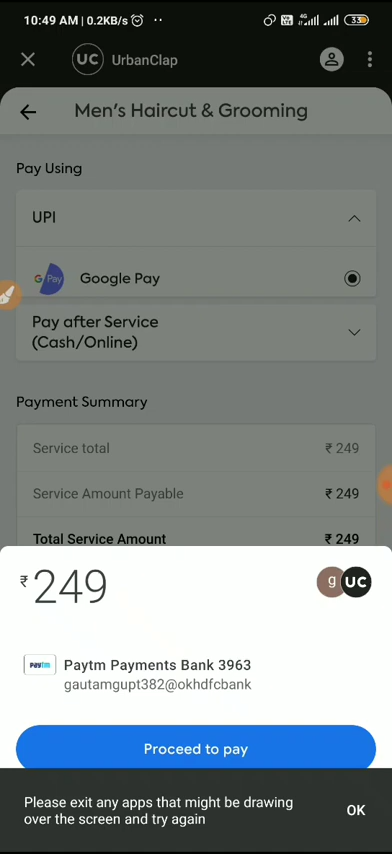 10:49 AM | 0.2KB/s
4G
33
UC UrbanClap
Men's Haircut & Grooming
Pay Using
UPI
G Pay Google Pay
Pay after Service
(Cash/Online)
Payment Summary
Service total ₹ 249
Service Amount Payable ₹ 249
Total Service Amount ₹ 249
₹249
g UC
paytm Paytm Payments Bank 3963
gautamgupt382@okhdfcbank
Proceed to pay
Please exit any apps that might be drawing
over the screen and try again
OK